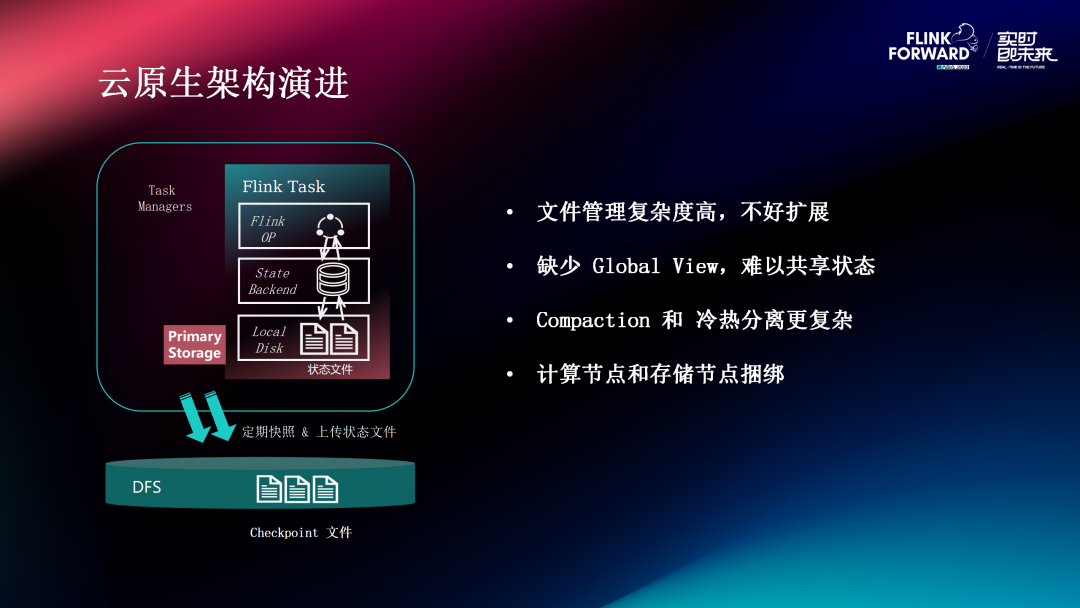 FLINK
FORWARD
实时
即未来
REAL-TIME IS THE FUTURE
云原生架构演进
Task
Managers
Flink Task
Flink
OP
State
Backend
Primary
Storage
Local
Disk
状态文件
定期快照 & 上传状态文件
DFS
Checkpoint 文件
• 文件管理复杂度高，不好扩展
• 缺少 Global View，难以共享状态
• Compaction 和 冷热分离更复杂
• 计算节点和存储节点捆绑